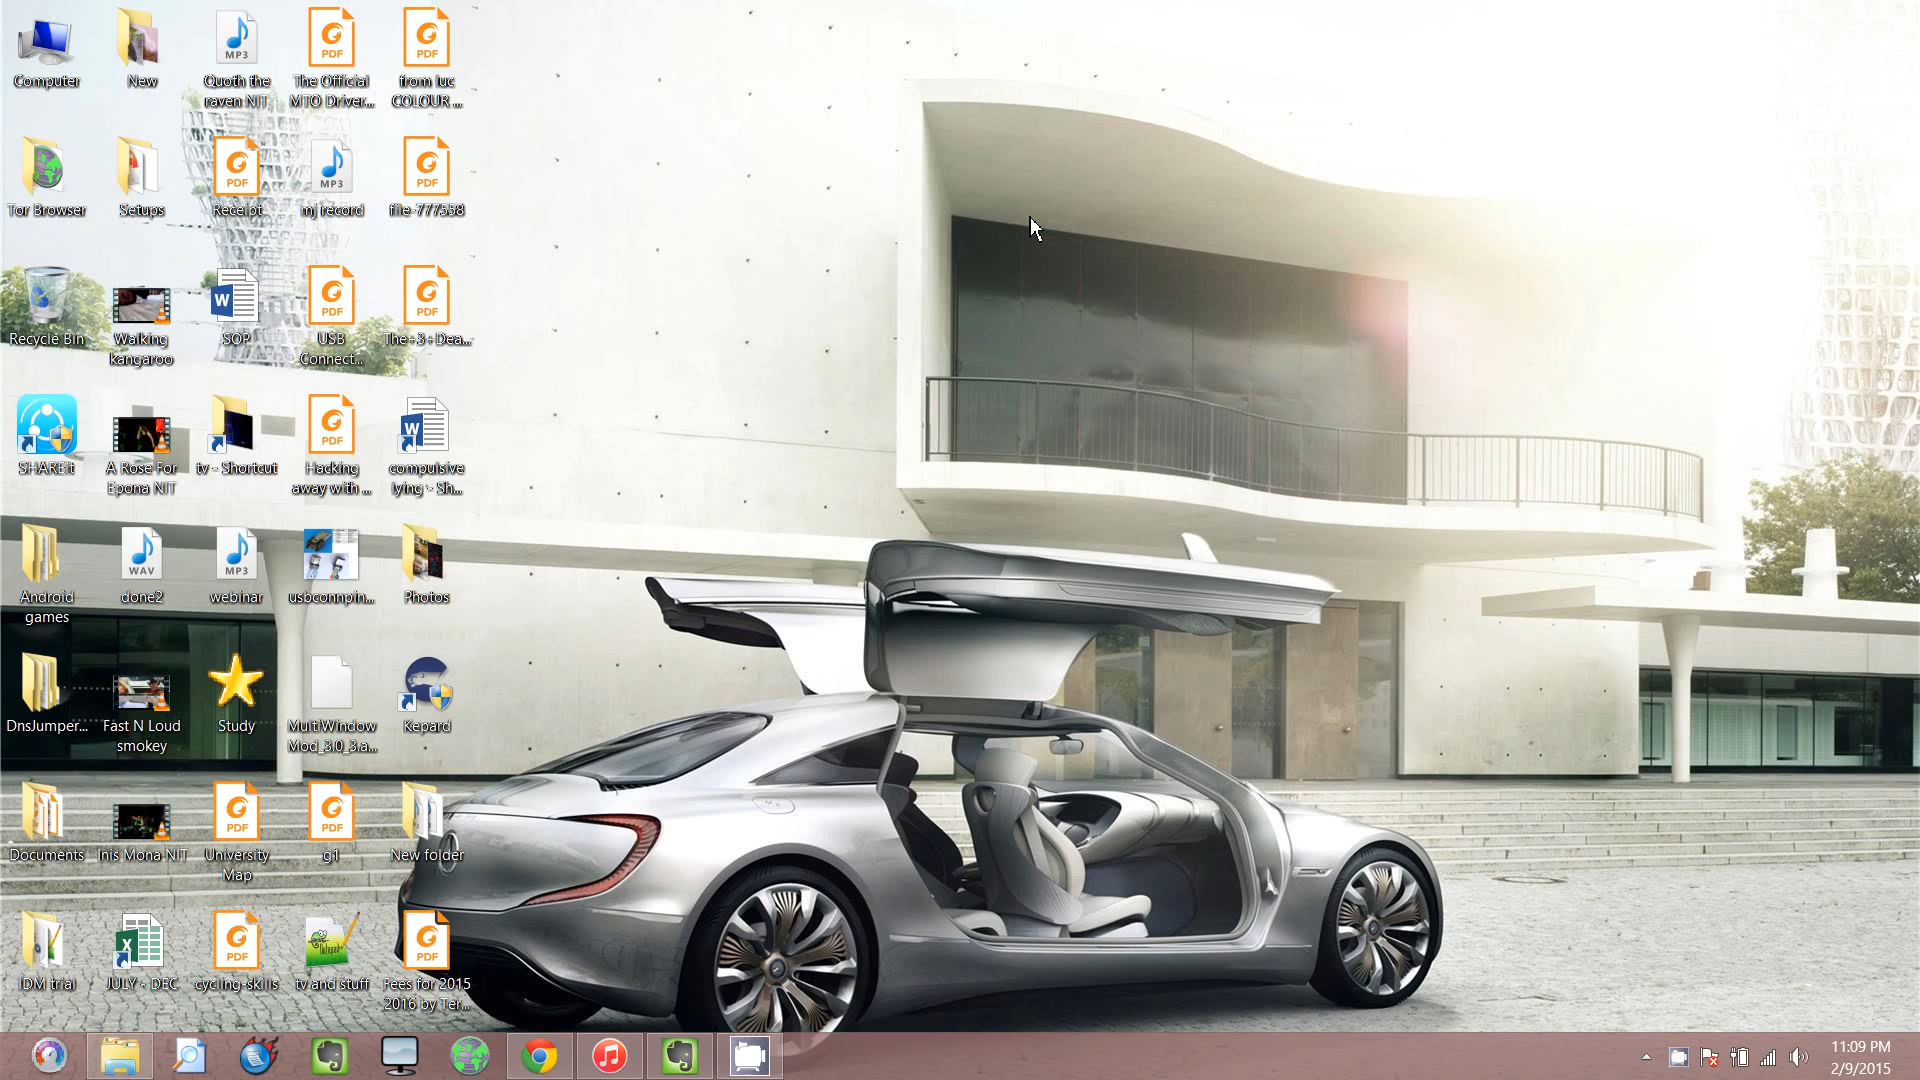 Computer
New
Quoth the
raven NIT
The Official
MTO Driver...
from luc
COLOUR ...
MP3
PDF
PDF
Tor Browser
Setups
Receipt
mj record
file-777558
PDF
MP3
PDF
Recycle Bin
Walking
kangaroo
SOP
USB
Connect...
The+3+Dea...
W
PDF
PDF
SHAREit
A Rose For
Epona NIT
tv - Shortcut
Hacking
away with ...
compulsive
lying - Sh...
PDF
W
Android
games
done2
webinar
usbconnpin...
Photos
WAV
MP3
DnsJumper...
Fast N Loud
smokey
Study
MultiWindow
Mod_3.0_3.a...
Kepard
Documents
Inis Mona NIT
University
Map
g1
New folder
PDF
PDF
IDM trial
JULY - DEC
cycling-skills
tv and stuff
Fees for 2015
2016 by Ter...
X
PDF
PDF
11:09 PM
2/9/2015